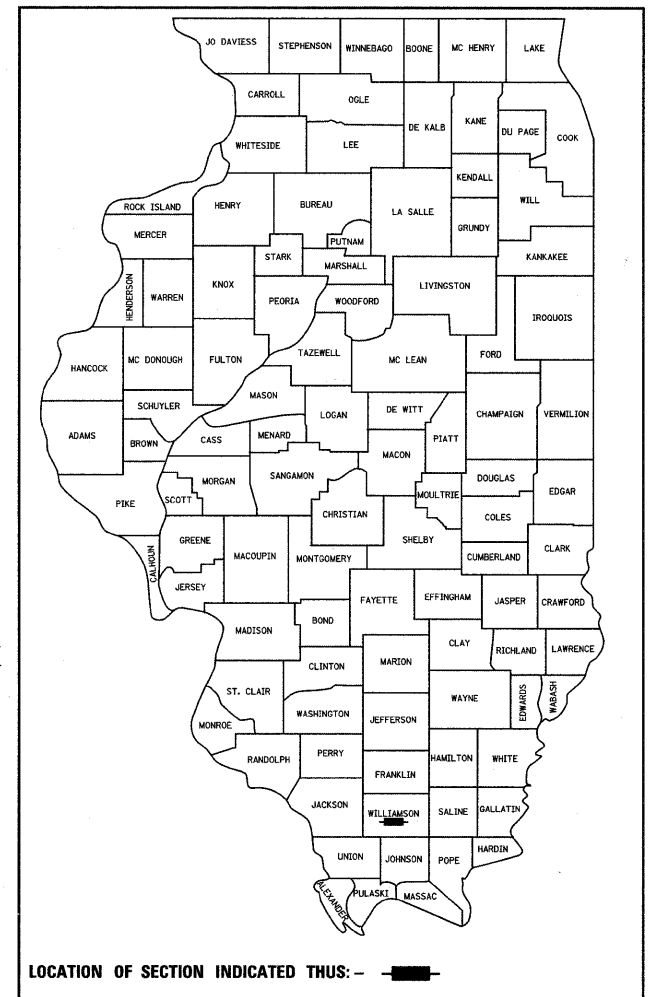 JO DAVIESS STEPHENSON WINNEBAGO BOONE MC HENRY LAKE
CARROLL OGLE DE KALB KANE DU PAGE COOK
WHITESIDE LEE
KENDALL WILL
ROCK ISLAND HENRY BUREAU LA SALLE GRUNDY
MERCER PUTNAM
STARK MARSHALL KANKAKEE
HENDERSON WARREN KNOX PEORIA WOODFORD LIVINGSTON IROQUOIS
HANCOCK MC DONOUGH FULTON TAZEWELL MC LEAN FORD
MASON
SCHUYLER LOGAN DE WITT CHAMPAIGN VERMILION
ADAMS BROWN CASS MENARD MACON PIATT
MORGAN SANGAMON DOUGLAS
PIKE SCOTT CHRISTIAN MOULTRIE COLES EDGAR
GREENE MACOUPIN MONTGOMERY SHELBY CUMBERLAND CLARK
CALHOUN JERSEY FAYETTE EFFINGHAM JASPER CRAWFORD
MADISON BOND
CLINTON MARION CLAY RICHLAND LAWRENCE
ST. CLAIR WASHINGTON WAYNE EDWARDS WABASH
MONROE JEFFERSON
RANDOLPH PERRY HAMILTON WHITE
FRANKLIN
JACKSON WILLIAMSON SALINE GALLATIN
UNION JOHNSON POPE HARDIN
ALEXANDER PULASKI MASSAC
LOCATION OF SECTION INDICATED THUS: -